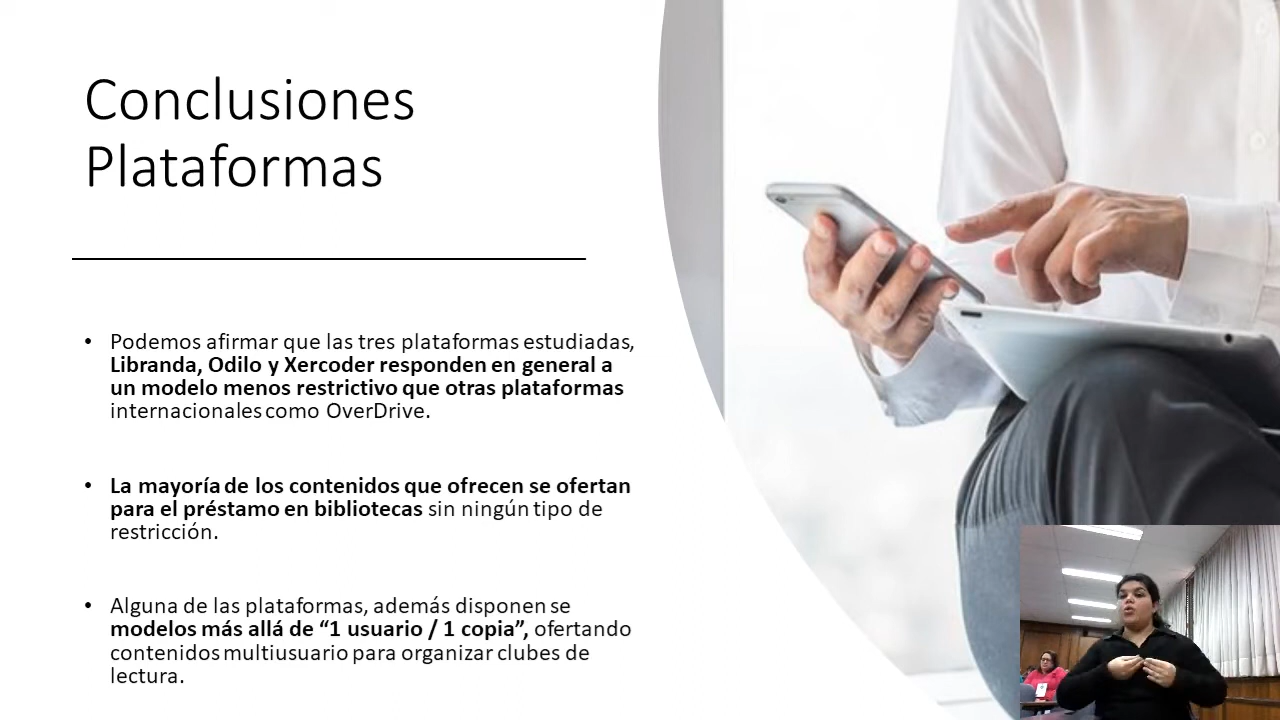 Conclusiones
Plataformas
• Podemos afirmar que las tres plataformas estudiadas,
Libranda, Odilo y Xercoder responden en general a
un modelo menos restrictivo que otras plataformas
internacionales como OverDrive.
• La mayoría de los contenidos que ofrecen se ofertan
para el préstamo en bibliotecas sin ningún tipo de
restricción.
• Alguna de las plataformas, además disponen se
modelos más allá de “1 usuario / 1 copia”, ofertando
contenidos multiusuario para organizar clubes de
lectura.